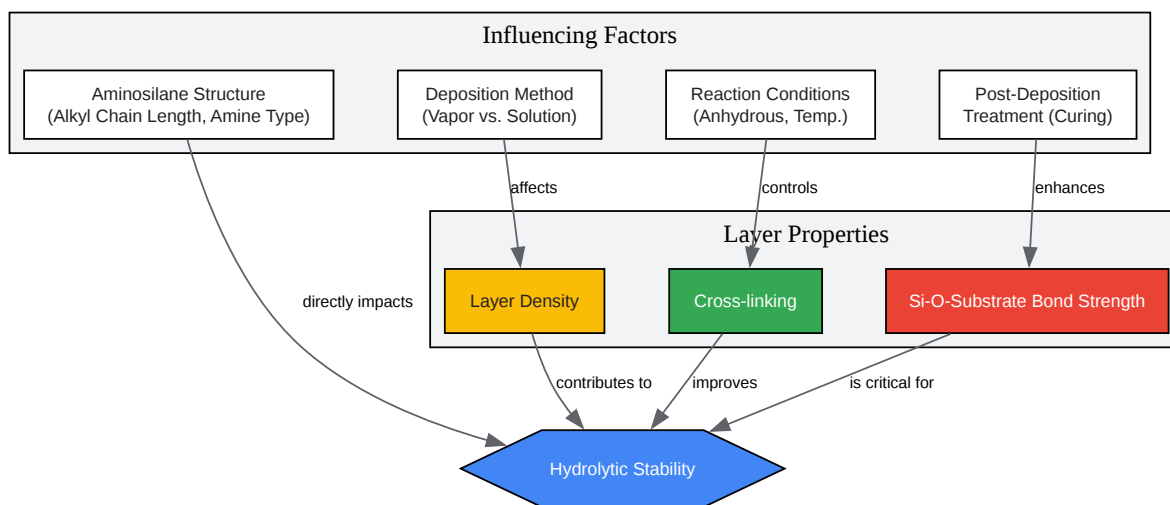 Influencing Factors
Aminosilane Structure
(Alkyl Chain Length, Amine Type)
Deposition Method
(Vapor vs. Solution)
Reaction Conditions
(Anhydrous, Temp.)
Post-Deposition
Treatment (Curing)
affects
controls
enhances
Layer Properties
directly impacts
Layer Density
Cross-linking
Si-O-Substrate Bond Strength
contributes to
improves
is critical for
Hydrolytic Stability